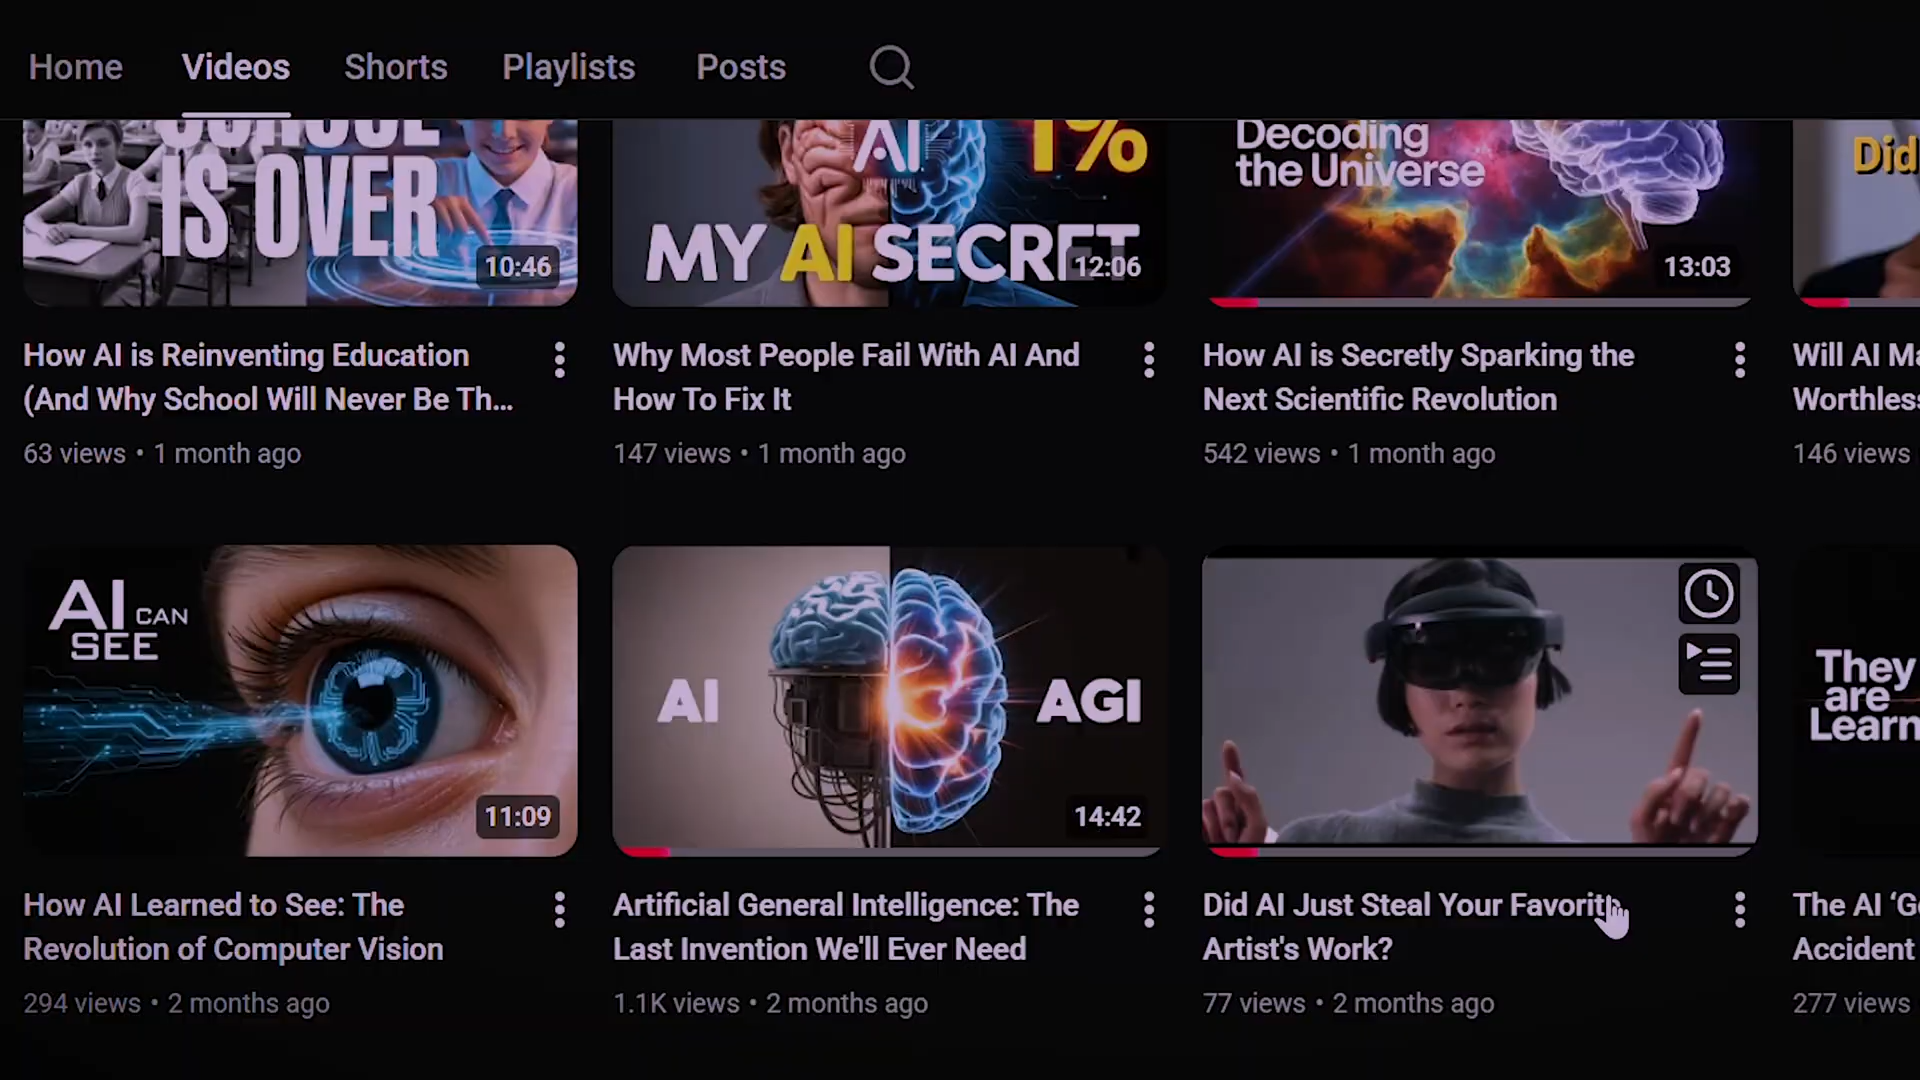 Home Videos Shorts Playlists Posts
IS OVER
10:46
AI
1%
MY AI SECRET
12:06
Decoding
the Universe
13:03
Did
How AI is Reinventing Education
(And Why School Will Never Be Th...
63 views • 1 month ago
Why Most People Fail With AI And
How To Fix It
147 views • 1 month ago
How AI is Secretly Sparking the
Next Scientific Revolution
542 views • 1 month ago
Will AI Ma
Worthless
146 views
AI CAN
SEE
11:09
AI
AGI
14:42
They
are
Learn
How AI Learned to See: The
Revolution of Computer Vision
294 views • 2 months ago
Artificial General Intelligence: The
Last Invention We'll Ever Need
1.1K views • 2 months ago
Did AI Just Steal Your Favorite
Artist's Work?
77 views • 2 months ago
The AI ‘G
Accident
277 views